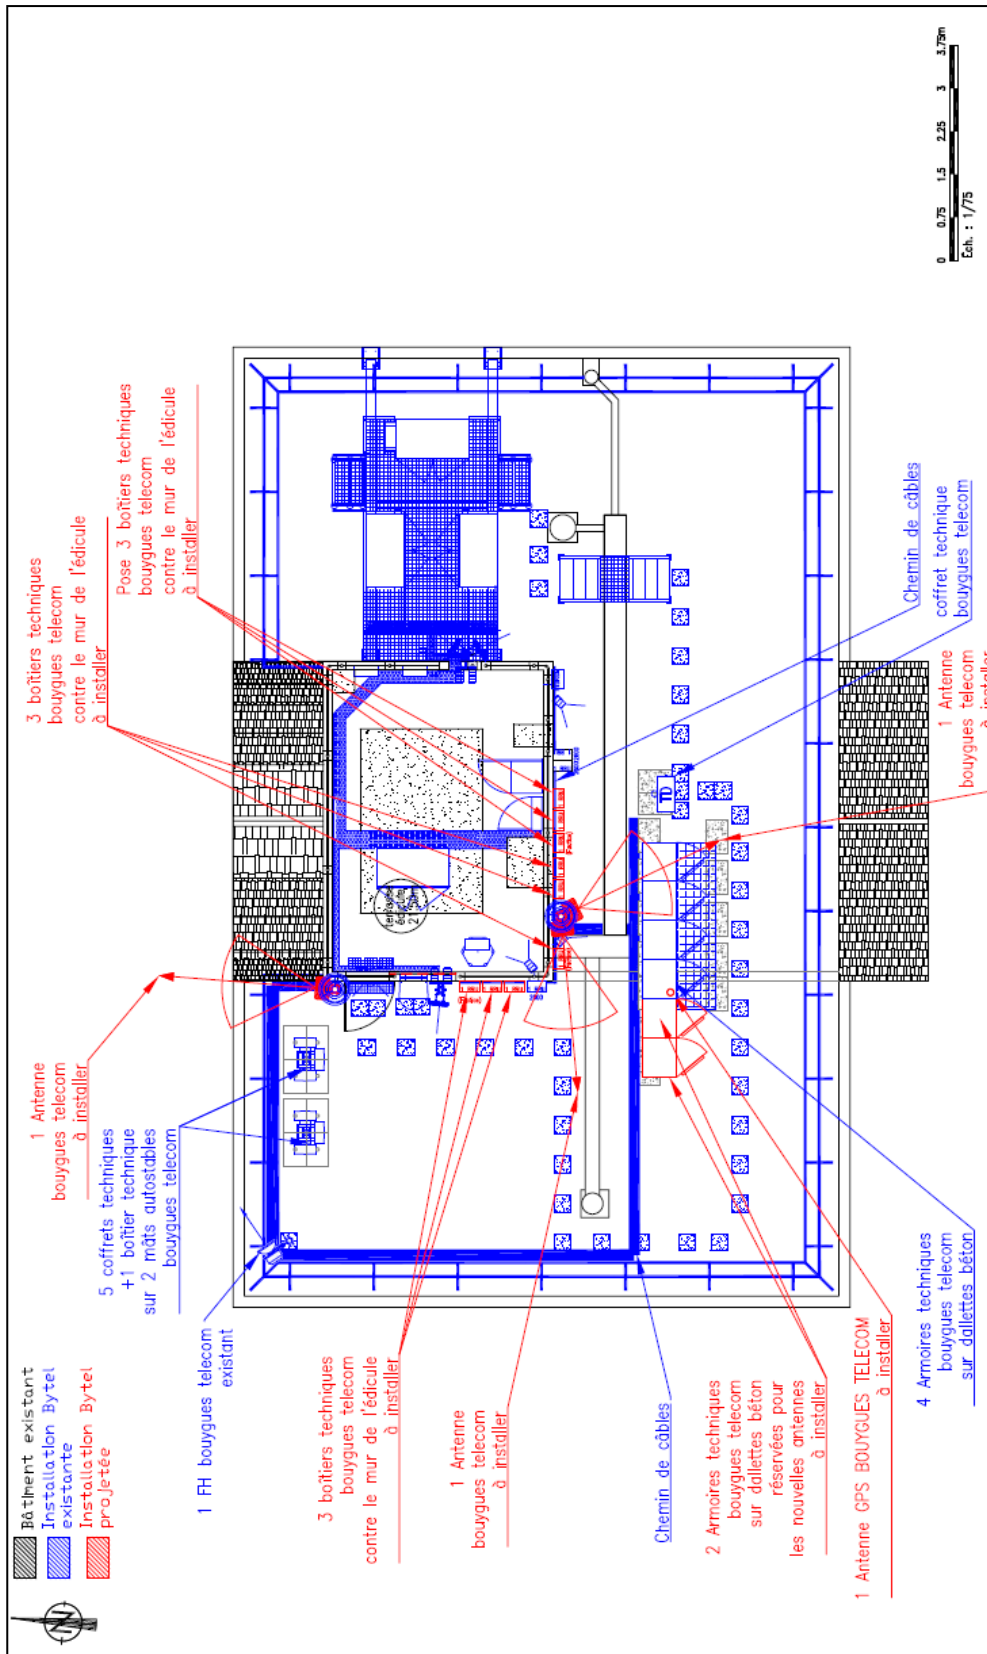 Bâtiment existant
Installation Bytel
existante
Installation Bytel
projetée
N
1 FH bouygues telecom
existant
5 coffrets techniques
+1 boîtier technique
sur 2 mâts autostables
bouygues telecom
1 Antenne
bouygues telecom
à installer
3 boîtiers techniques
bouygues telecom
contre le mur de l'édicule
à installer
Pose 3 boîtiers techniques
bouygues telecom
contre le mur de l'édicule
à installer
3 boîtiers techniques
bouygues telecom
contre le mur de l'édicule
à installer
1 Antenne
bouygues telecom
à installer
Chemin de câbles
2 Armoires techniques
bouygues telecom
sur dallettes béton
réservées pour
les nouvelles antennes
à installer
1 Antenne GPS BOUYGUES TELECOM
à installer
4 Armoires techniques
bouygues telecom
sur dallettes béton
1 Antenne
bouygues telecom
à installer
Chemin de câbles
coffret technique
bouygues telecom
TD
0 0.75 1.5 2.25 3 3.75m
Éch. : 1/75